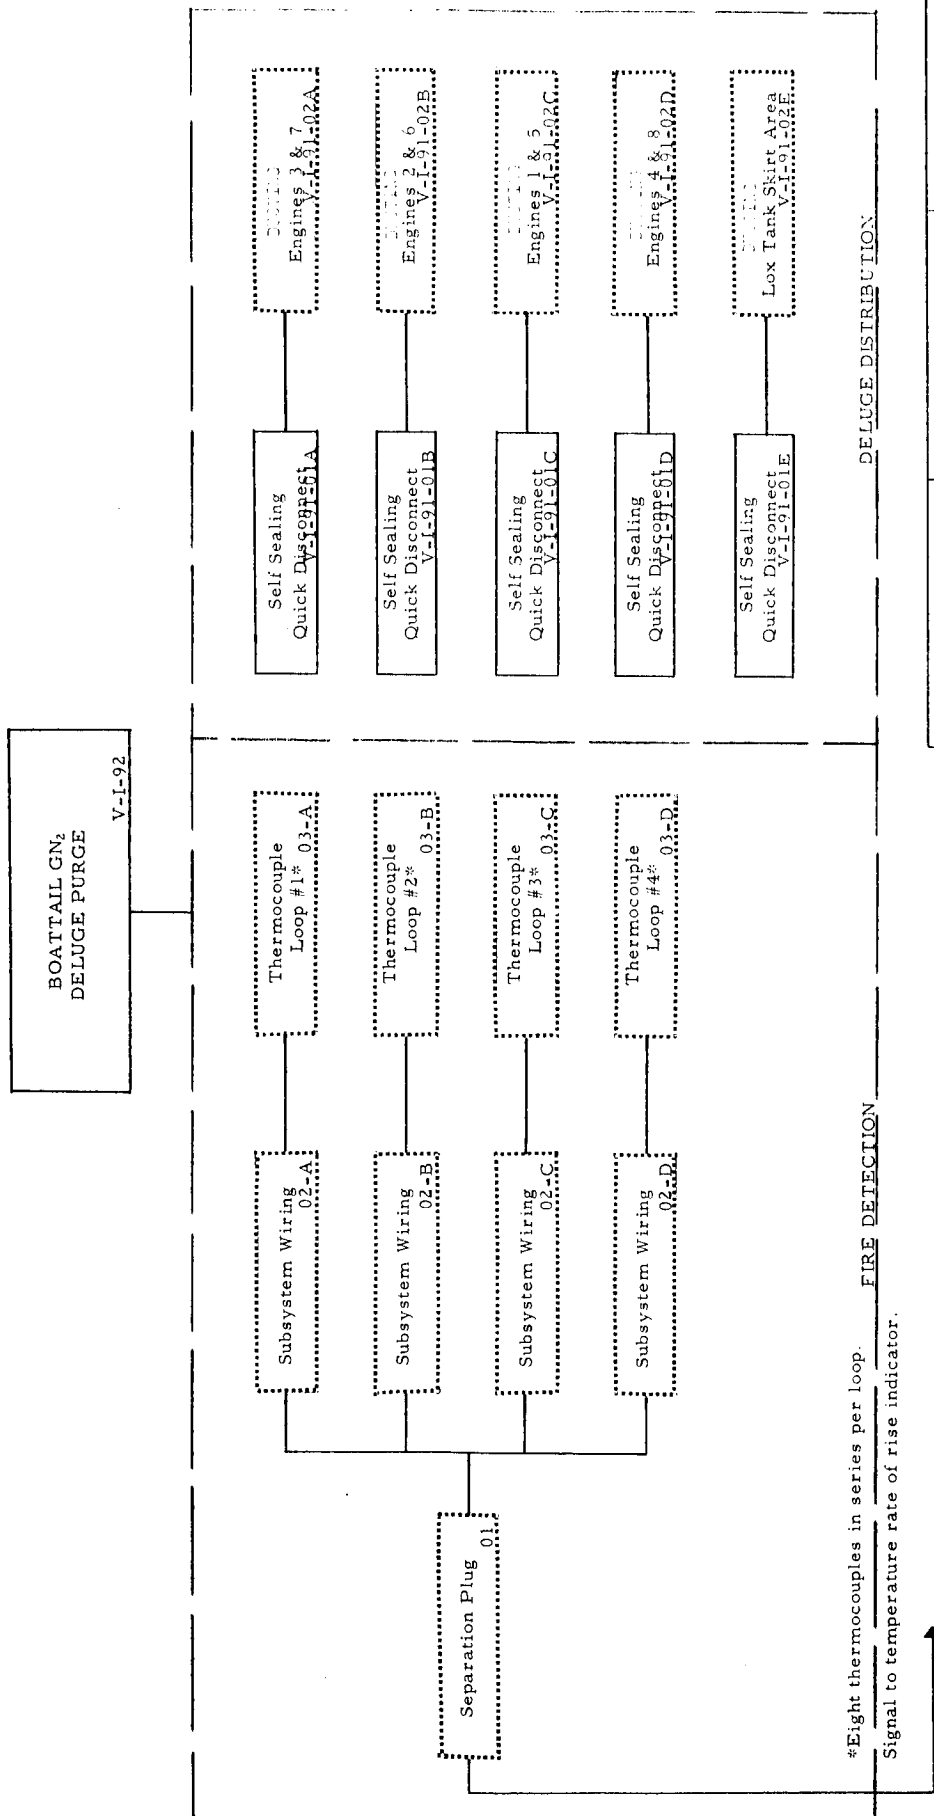 BOATTAIL GN₂
DELUGE PURGE
V-I-92
Separation Plug
01
Subsystem Wiring
02-A
Subsystem Wiring
02-B
Subsystem Wiring
02-C
Subsystem Wiring
02-D
Thermocouple
Loop #1*
03-A
Thermocouple
Loop #2*
03-B
Thermocouple
Loop #3*
03-C
Thermocouple
Loop #4*
03-D
FIRE DETECTION
*Eight thermocouples in series per loop.
Signal to temperature rate of rise indicator.
Self Sealing
Quick Disconnect
V-I-91-01A
Self Sealing
Quick Disconnect
V-I-91-01B
Self Sealing
Quick Disconnect
V-I-91-01C
Self Sealing
Quick Disconnect
V-I-91-01D
Self Sealing
Quick Disconnect
V-I-91-01E
Engines 3 & 7
V-I-91-02A
Engines 2 & 6
V-I-91-02B
Engines 1 & 5
V-I-91-02C
Engines 4 & 8
V-I-91-02D
Lox Tank Skirt Area
V-I-91-02E
DELUGE DISTRIBUTION